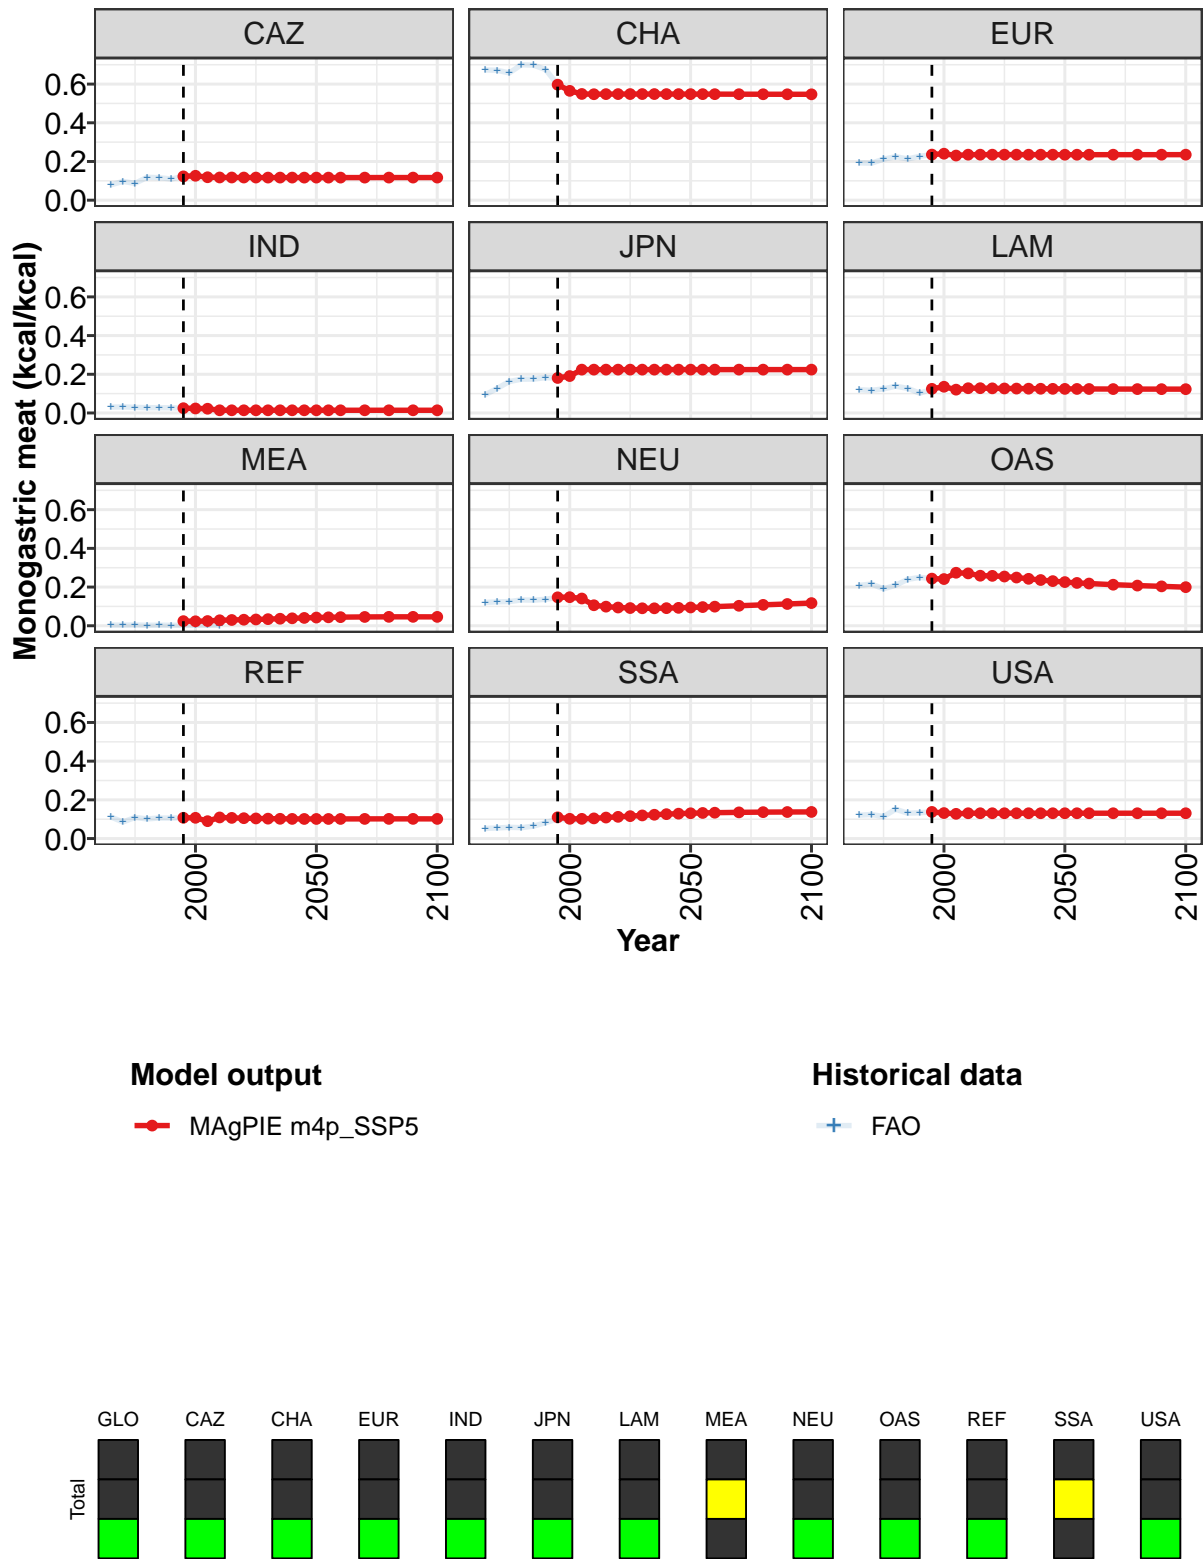 CAZ CHA EUR
0.6
0.4
0.2
0.0
IND JPN LAM
0.6
0.4
0.2
0.0
MEA NEU OAS
0.6
0.4
0.2
0.0
REF SSA USA
0.6
0.4
0.2
0.0
Monogastric meat (kcal/kcal)
2000 2050 2100 2000 2050 2100 2000 2050 2100
Year
Model output
MAgPIE m4p_SSP5
Historical data
FAO
GLO CAZ CHA EUR IND JPN LAM MEA NEU OAS REF SSA USA
Total